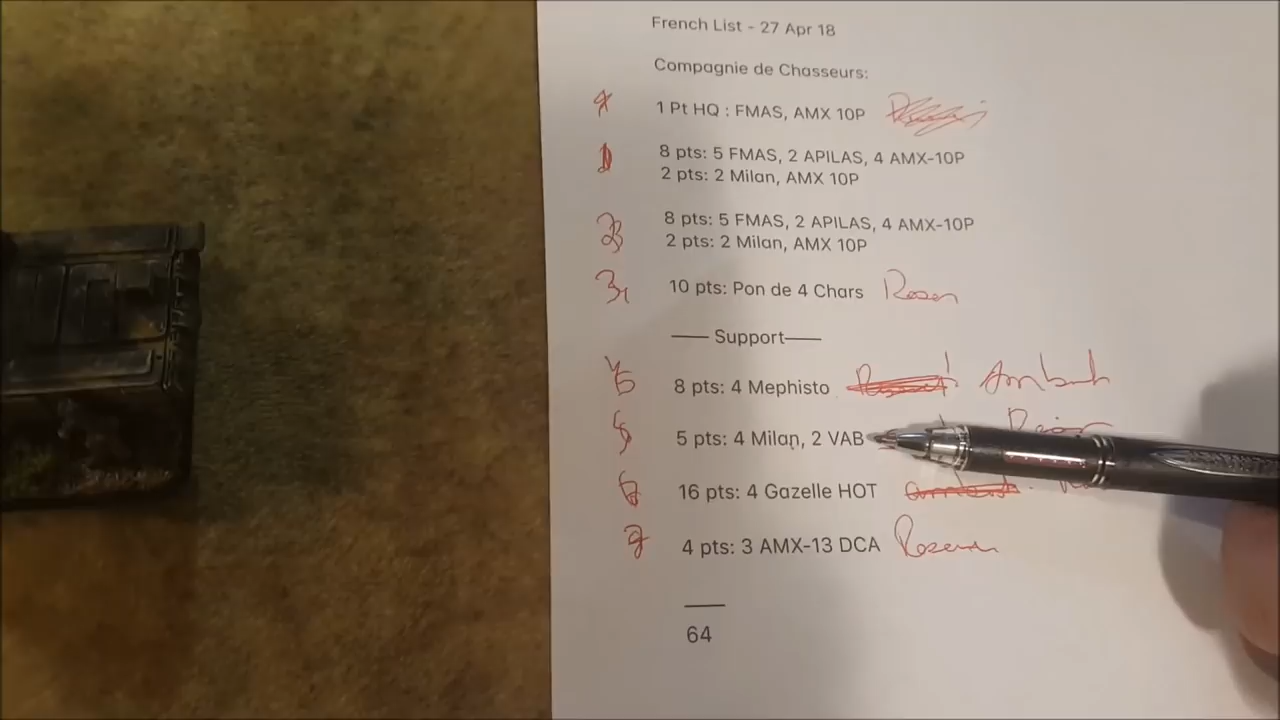 French List - 27 Apr 18
Compagnie de Chasseurs:
1 Pt HQ : FMAS, AMX 10P
8 pts: 5 FMAS, 2 APILAS, 4 AMX-10P
2 pts: 2 Milan, AMX 10P
8 pts: 5 FMAS, 2 APILAS, 4 AMX-10P
2 pts: 2 Milan, AMX 10P
10 pts: Pon de 4 Chars
Support
8 pts: 4 Mephisto Ambush
5 pts: 4 Milan, 2 VAB
16 pts: 4 Gazelle HOT
4 pts: 3 AMX-13 DCA
64